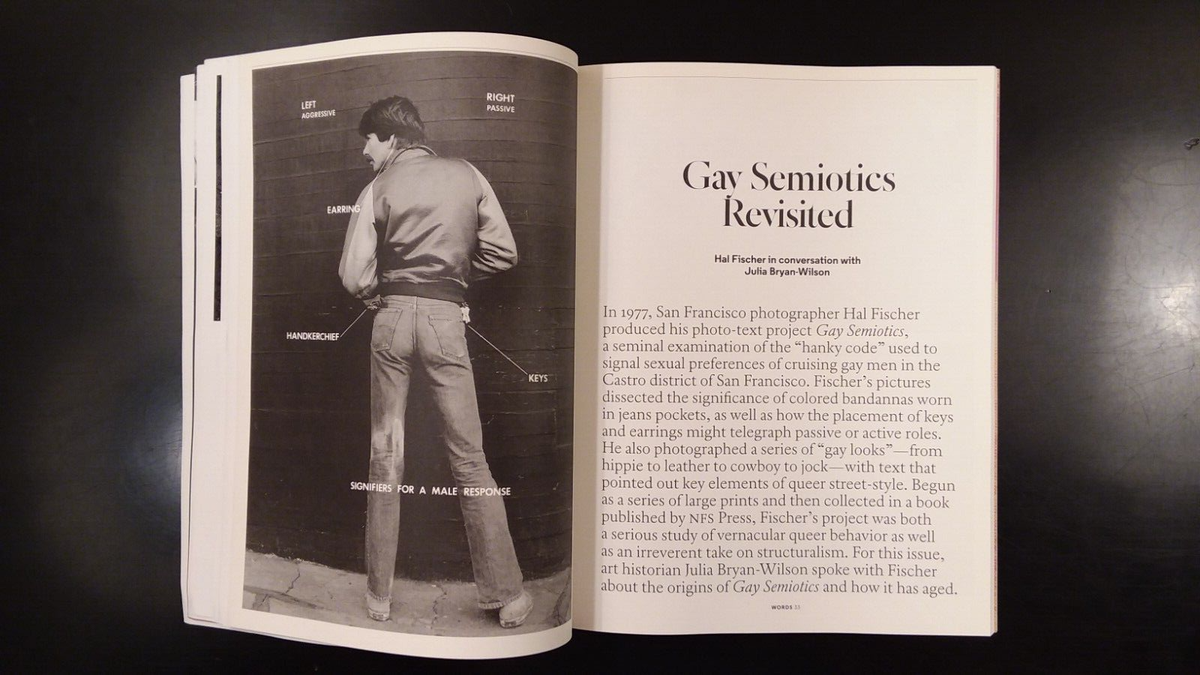 LEFT
AGGRESSIVE
RIGHT
PASSIVE
EARRING
HANDKERCHIEF
KEYS
SIGNIFIERS FOR A MALE RESPONSE
Gay Semiotics
Revisited
Hal Fischer in conversation with
Julia Bryan-Wilson
In 1977, San Francisco photographer Hal Fischer
produced his photo-text project Gay Semiotics,
a seminal examination of the “hanky code” used to
signal sexual preferences of cruising gay men in the
Castro district of San Francisco. Fischer’s pictures
dissected the significance of colored bandannas worn
in jeans pockets, as well as how the placement of keys
and earrings might telegraph passive or active roles.
He also photographed a series of “gay looks”—from
hippie to leather to cowboy to jock—with text that
pointed out key elements of queer street-style. Begun
as a series of large prints and then collected in a book
published by NFS Press, Fischer’s project was both
a serious study of vernacular queer behavior as well
as an irreverent take on structuralism. For this issue,
art historian Julia Bryan-Wilson spoke with Fischer
about the origins of Gay Semiotics and how it has aged.
WORDS